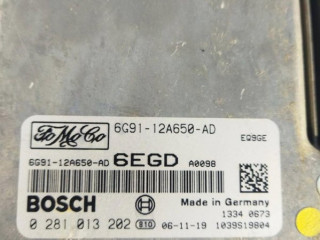 FoMoCo
6G91-12A650-AD
EQ9GE
6G91-12A650-AD 6EGD A0098
BOSCH
Made in Germany
1334 0673
0 281 013 202 B10 06-11-19 1039S19804